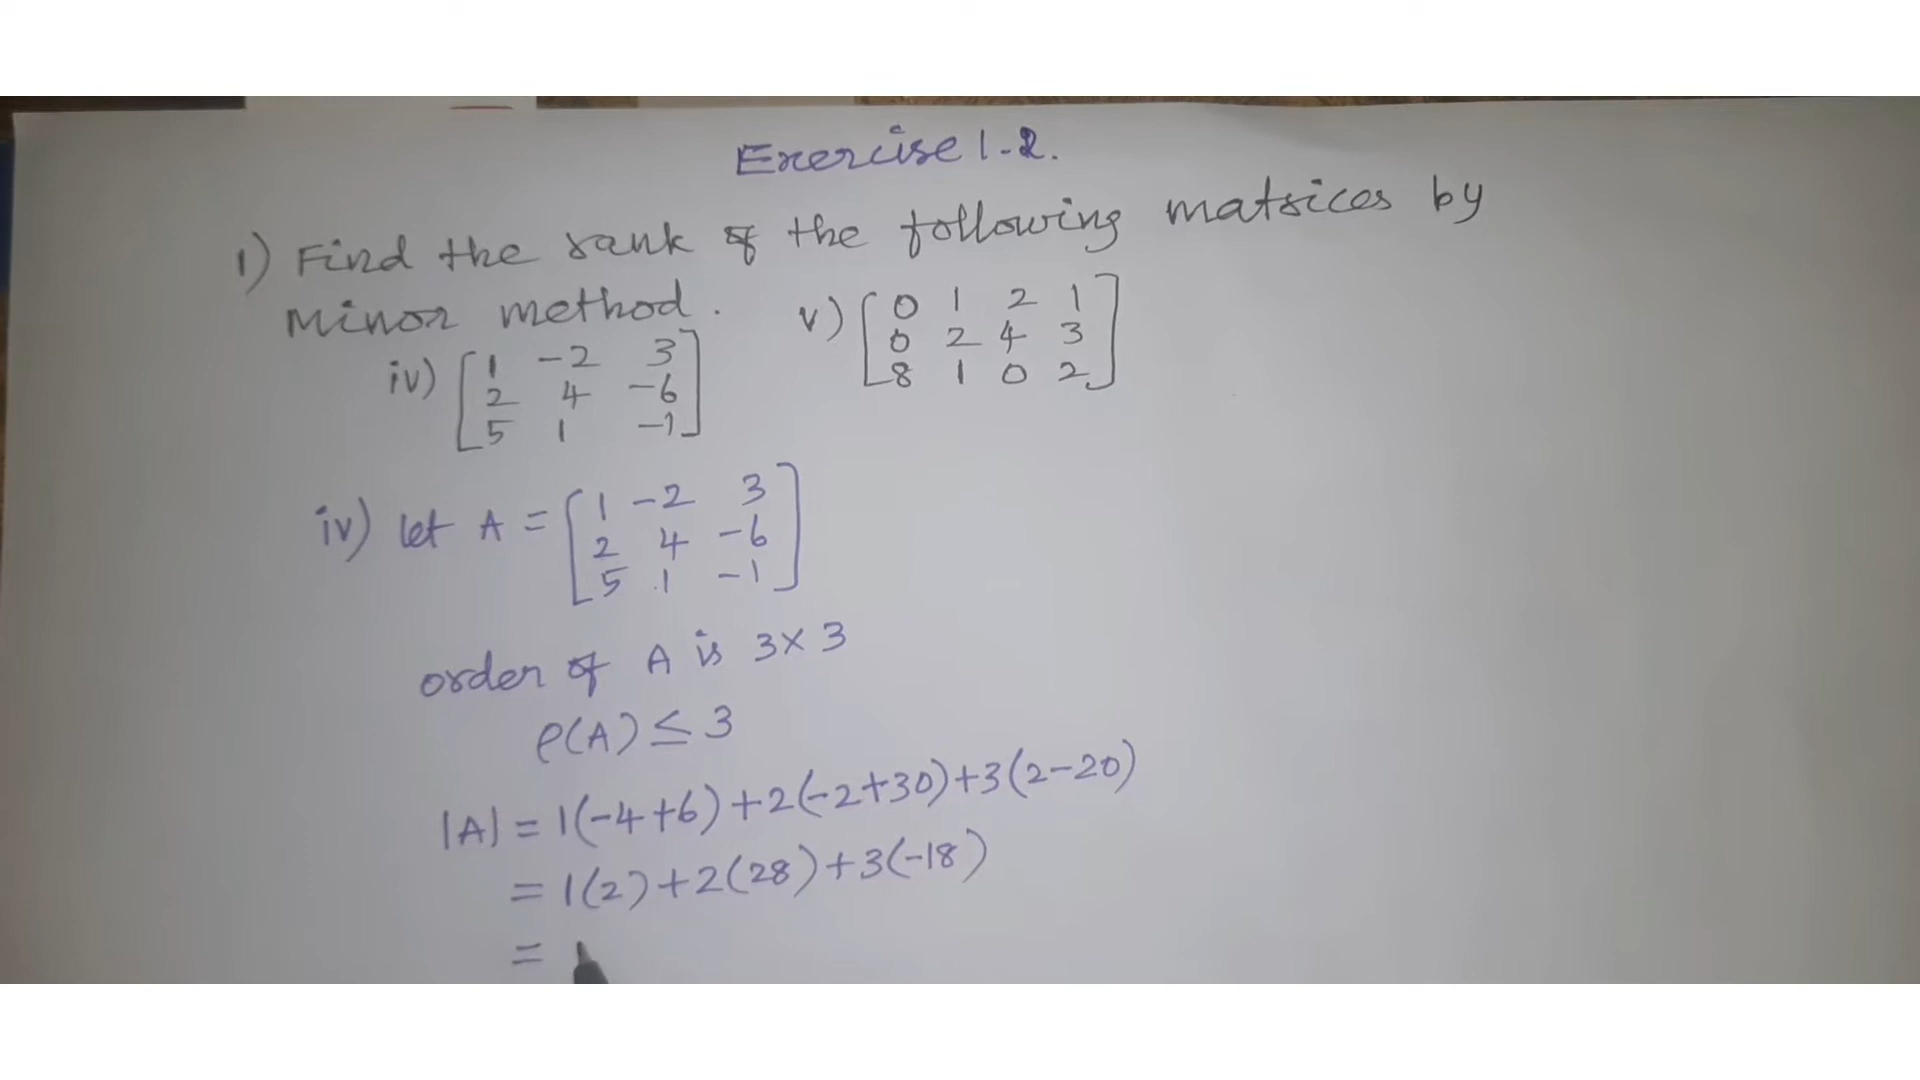 Exercise 1.2.
1) Find the rank of the following matrices by
Minor method.
iv) [1 -2 3
2 4 -6
5 1 -1]
v) [0 1 2 1
0 2 4 3
8 1 0 2]
iv) let A = [1 -2 3
2 4 -6
5 1 -1]
order of A is 3×3
ρ(A) ≤ 3
|A| = 1(-4+6)+2(-2+30)+3(2-20)
= 1(2)+2(28)+3(-18)
=